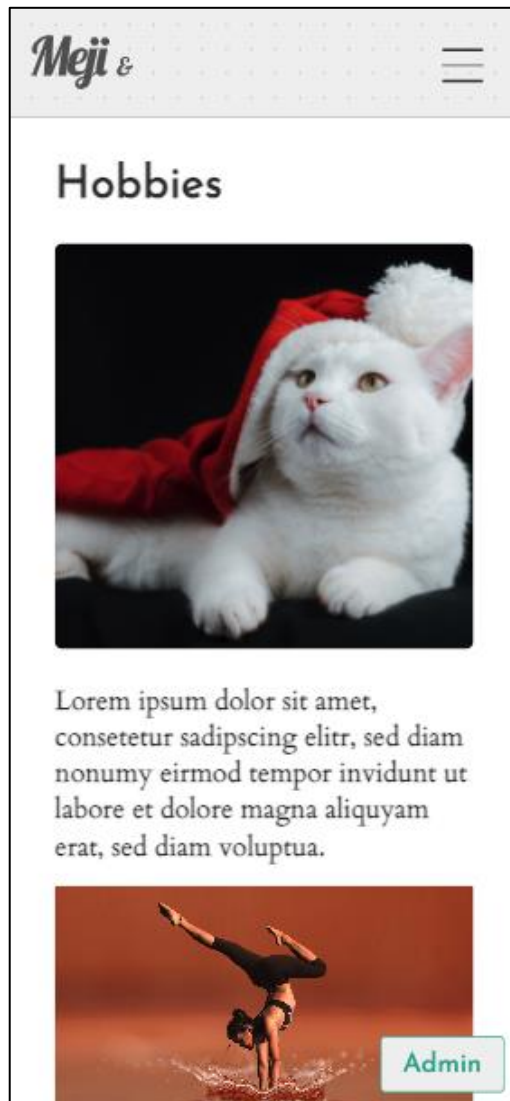 Meji &
Hobbies
Lorem ipsum dolor sit amet,
consetetur sadipscing elitr, sed diam
nonumy eirmod tempor invidunt ut
labore et dolore magna aliquyam
erat, sed diam voluptua.
Admin